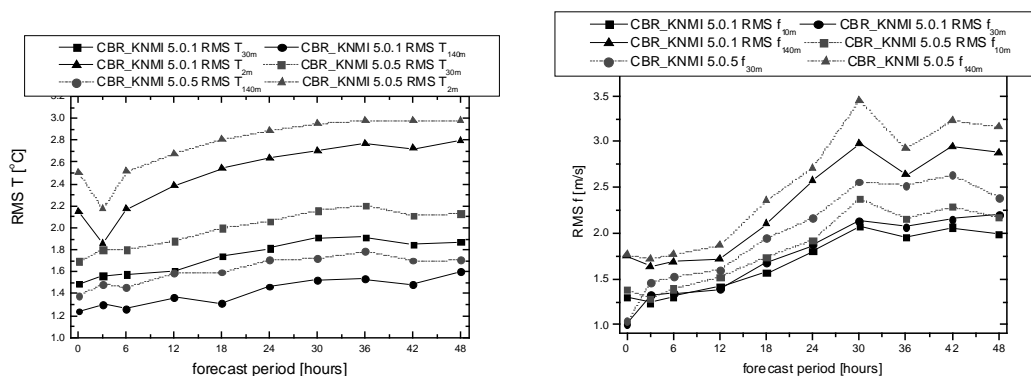 CBR_KNMI 5.0.1 RMS T30m CBR_KNMI 5.0.1 RMS T140m
CBR_KNMI 5.0.1 RMS T2m CBR_KNMI 5.0.5 RMS T30m
CBR_KNMI 5.0.5 RMS T140m CBR_KNMI 5.0.5 RMS T2m
3.2
3.0
2.8
2.6
2.4
2.2
2.0
1.8
1.6
1.4
1.2
1.0
RMS T [°C]
0 6 12 18 24 30 36 42 48
forecast period [hours]
CBR_KNMI 5.0.1 RMS f10m CBR_KNMI 5.0.1 RMS f30m
CBR_KNMI 5.0.1 RMS f140m CBR_KNMI 5.0.5 RMS f10m
CBR_KNMI 5.0.5 f30m CBR_KNMI 5.0.5 f140m
3.5
3.0
2.5
2.0
1.5
1.0
RMS f [m/s]
0 6 12 18 24 30 36 42 48
forecast period [hours]